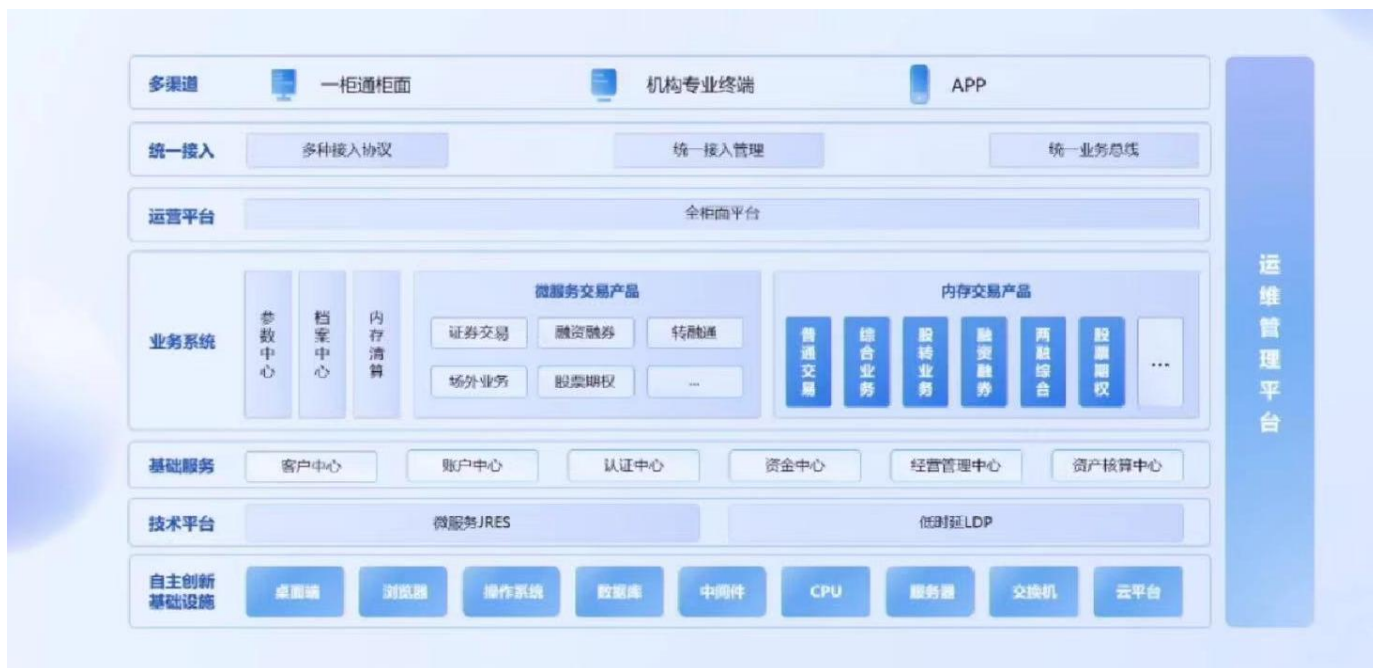 多渠道
一柜通柜面
机构专业终端
APP
统一接入
多种接入协议
统一接入管理
统一业务总线
运营平台
全柜面平台
业务系统
参数中心
档案中心
内存清算
微服务交易产品
证券交易
融资融券
转融通
场外业务
股票期权
...
内存交易产品
普通交易
综合业务
股转业务
融资融券
两融综合
股票期权
...
基础服务
客户中心
账户中心
认证中心
资金中心
经营管理中心
资产核算中心
技术平台
微服务JRES
低时延LDP
自主创新
基础设施
桌面端
浏览器
操作系统
数据库
中间件
CPU
服务器
交换机
云平台
运维管理平台